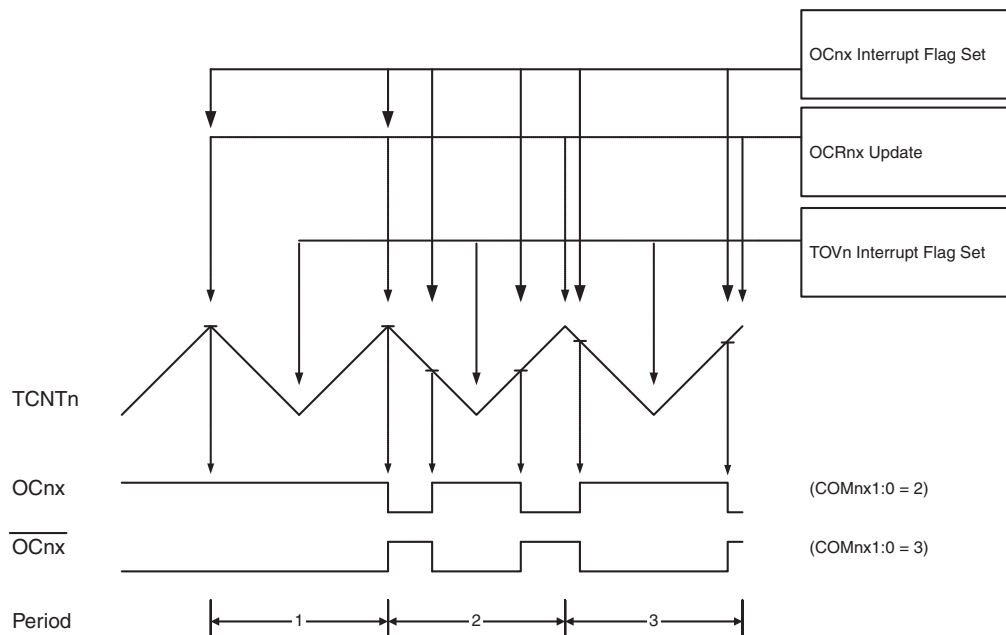 OCnx Interrupt Flag Set
OCRnx Update
TOVn Interrupt Flag Set
TCNTn
OCnx
(COMnx1:0 = 2)
OCnx
(COMnx1:0 = 3)
Period
1
2
3